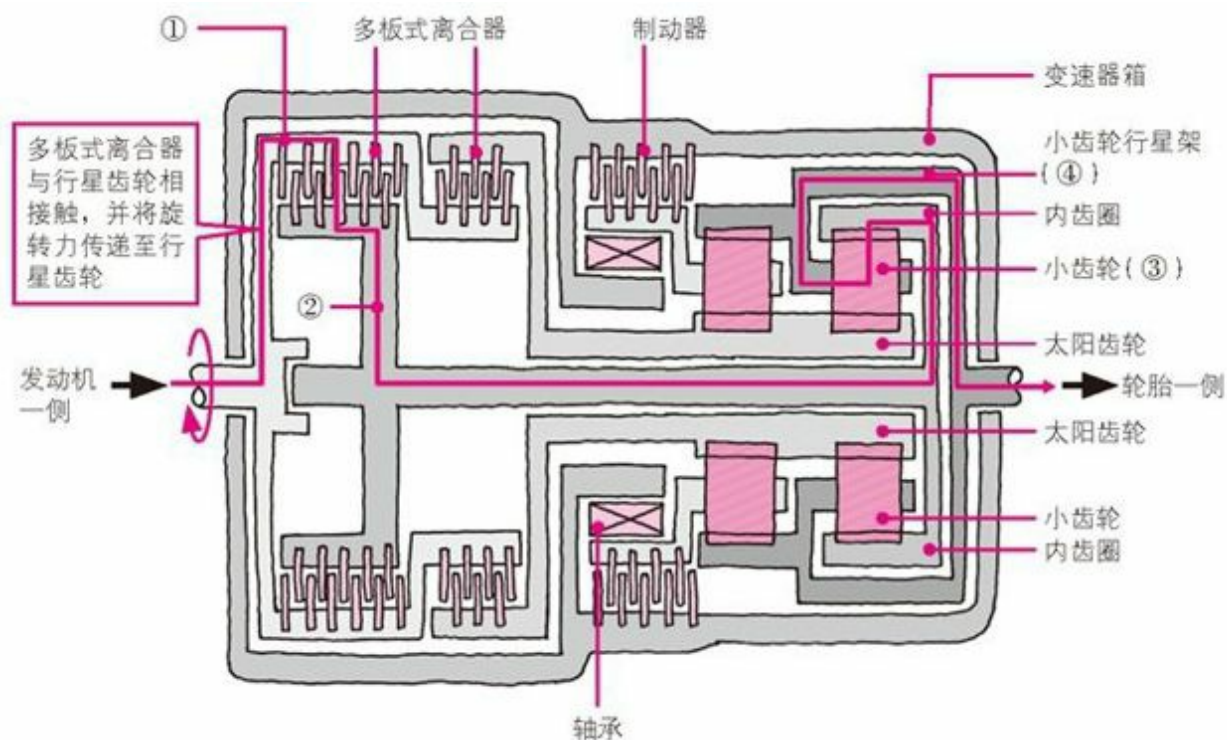 ①
多板式离合器
制动器
变速器箱
多板式离合器
与行星齿轮相
接触，并将旋
转力传递至行
星齿轮
小齿轮行星架
(④)
内齿圈
小齿轮(③)
②
太阳齿轮
发动机
一侧
轮胎一侧
太阳齿轮
小齿轮
内齿圈
轴承